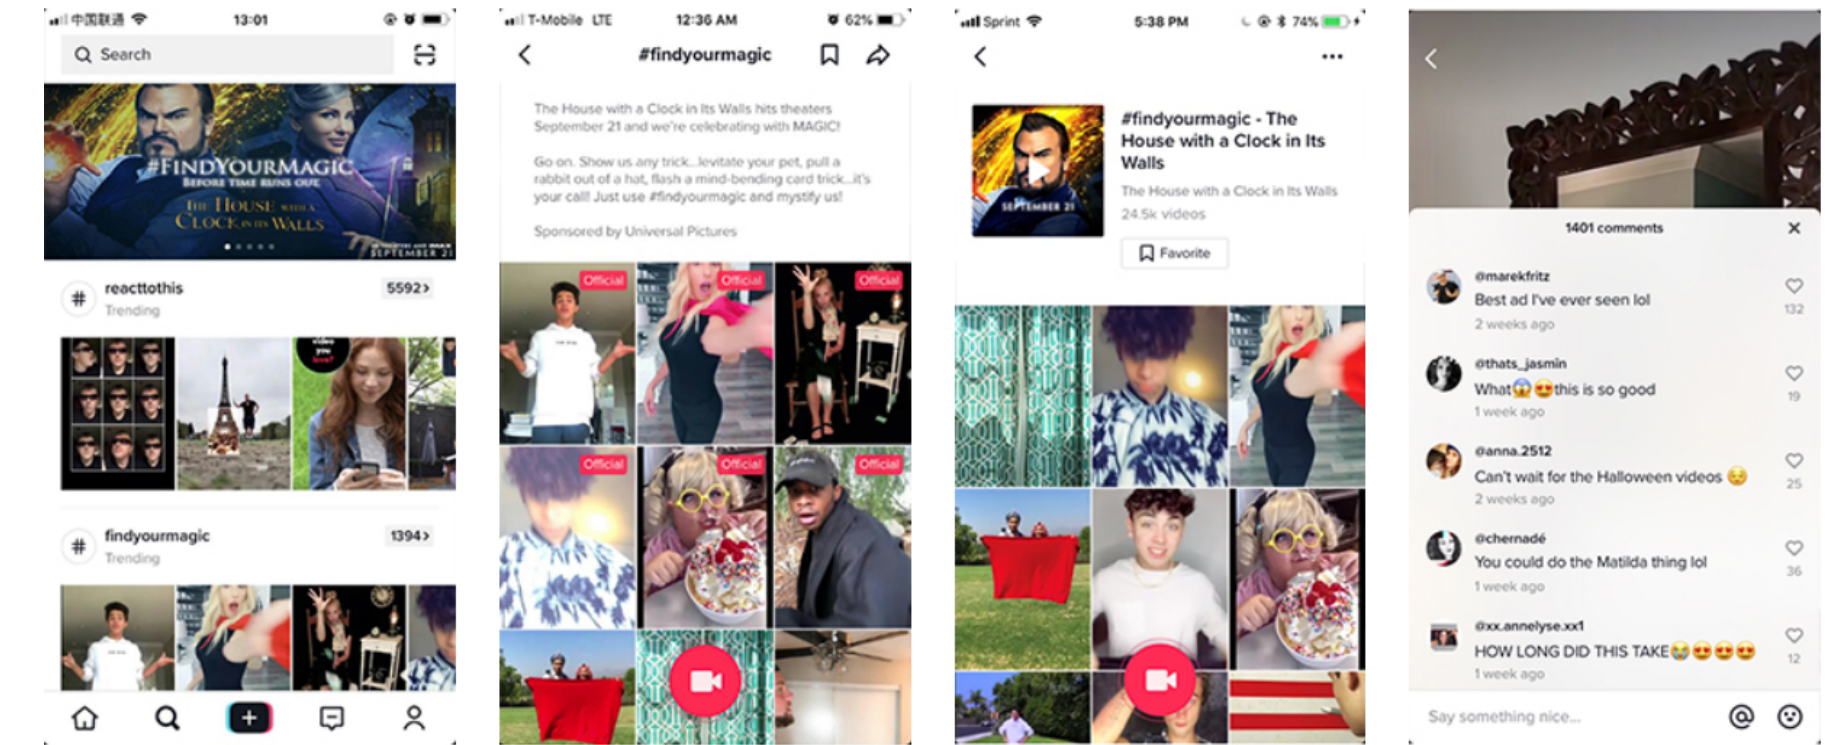 中国联通
13:01
Search
#FINDYOURMAGIC
BEFORE TIME RUNS OUT
THE HOUSE WITH A
CLOCK IN ITS WALLS
IN THEATERS AND IMAX
SEPTEMBER 21
reacttothis
5592>
Trending
video
you
love?
findyourmagic
1394>
Trending
T-Mobile LTE
12:36 AM
62%
#findyourmagic
The House with a Clock in Its Walls hits theaters
September 21 and we're celebrating with MAGIC!
Go on. Show us any trick...levitate your pet, pull a
rabbit out of a hat, flash a mind-bending card trick...it's
your call! Just use #findyourmagic and mystify us!
Sponsored by Universal Pictures
Official
Official
Official
Official
Official
Official
Sprint
5:38 PM
74%
SEPTEMBER 21
#findyourmagic - The
House with a Clock in Its
Walls
The House with a Clock in Its Walls
24.5k videos
Favorite
1401 comments
@marekfritz
Best ad I've ever seen lol
132
2 weeks ago
@thats_jasmin
What😱😍this is so good
19
1 week ago
@anna.2512
Can't wait for the Halloween videos 😏
25
2 weeks ago
@chernadé
You could do the Matilda thing lol
36
1 week ago
@xx.annelyse.xx1
HOW LONG DID THIS TAKE😭😍😍😍
12
1 week ago
Say something nice...